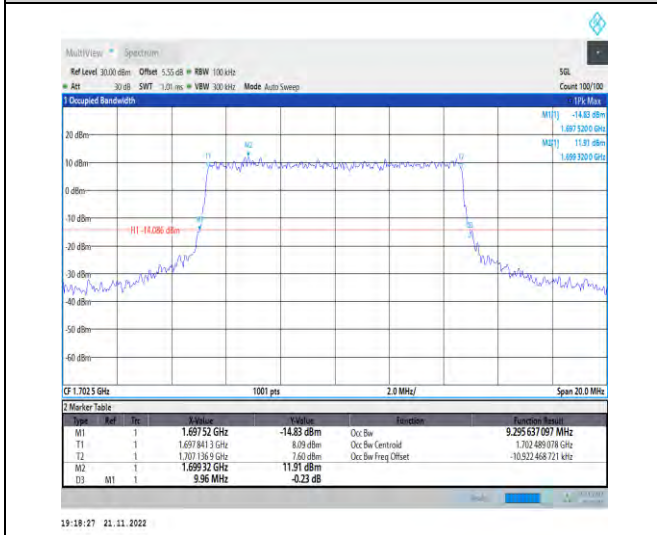 MultiView Spectrum
Ref Level 30.00 dBm Offset 5.55 dB RBW 100 kHz SGL
Att 30 dB SWT 1.01 ms VBW 300 kHz Mode Auto Sweep Count 100/100
1 Occupied Bandwidth 1Pk Max
M1[1] -14.83 dBm
1.697 520 0 GHz
M2[1] 11.91 dBm
1.699 320 0 GHz
20 dBm
M2
T1 T2
10 dBm
0 dBm
-10 dBm
H1 -14.086 dBm
-20 dBm
-30 dBm
-40 dBm
-50 dBm
-60 dBm
CF 1.702 5 GHz 1001 pts 2.0 MHz/ Span 20.0 MHz
2 Marker Table
Type Ref Trc X-Value Y-Value Function Function Result
M1 1 1.697 52 GHz -14.83 dBm Occ Bw 9.295 637 097 MHz
T1 1 1.697 841 3 GHz 8.09 dBm Occ Bw Centroid 1.702 489 078 GHz
T2 1 1.707 136 9 GHz 7.60 dBm Occ Bw Freq Offset -10.922 468 721 kHz
M2 1 1.699 32 GHz 11.91 dBm
D3 M1 1 9.96 MHz -0.23 dB
19:18:27 21.11.2022